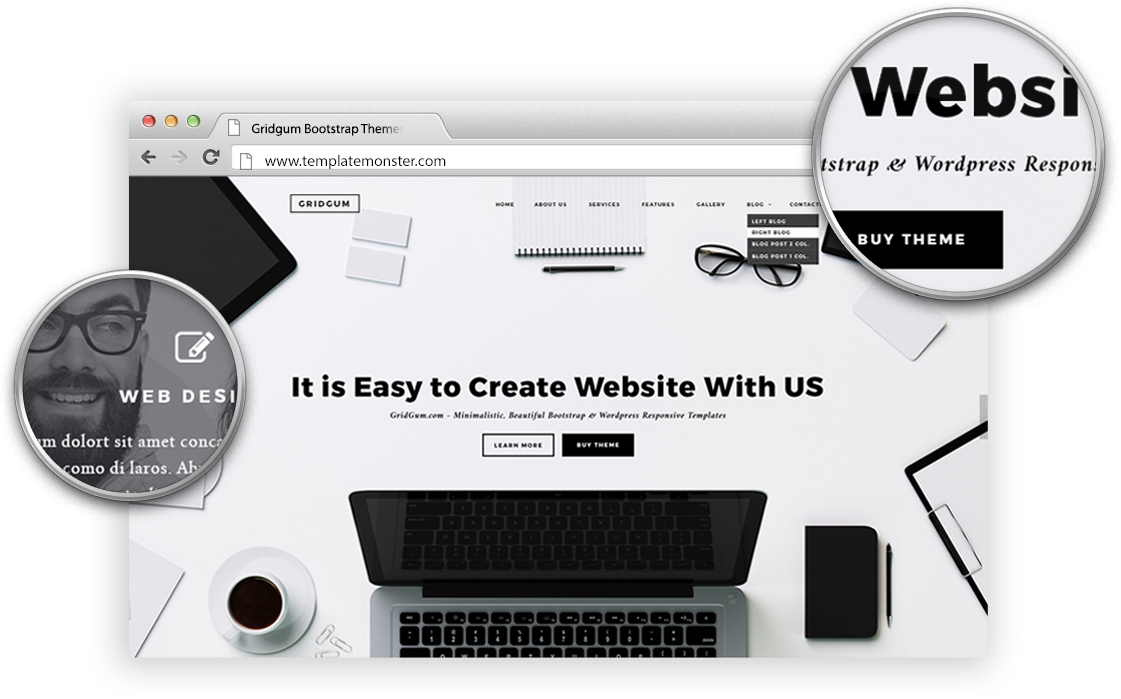 Websi
Gridgum Bootstrap Theme
www.templatemonster.com
tstrap & Wordpress Respon
GRIDGUM
HOME ABOUT US SERVICES FEATURES GALLERY BLOG CONTACT
LEFT BLOG
RIGHT BLOG
BLOG POST 2 COL.
BLOG POST 1 COL.
BUY THEME
It is Easy to Create Website With US
GridGum.com - Minimalistic, Beautiful Bootstrap & Wordpress Responsive Templates
LEARN MORE BUY THEME
WEB DESI
um dolort sit amet conca
como di laros. Ab